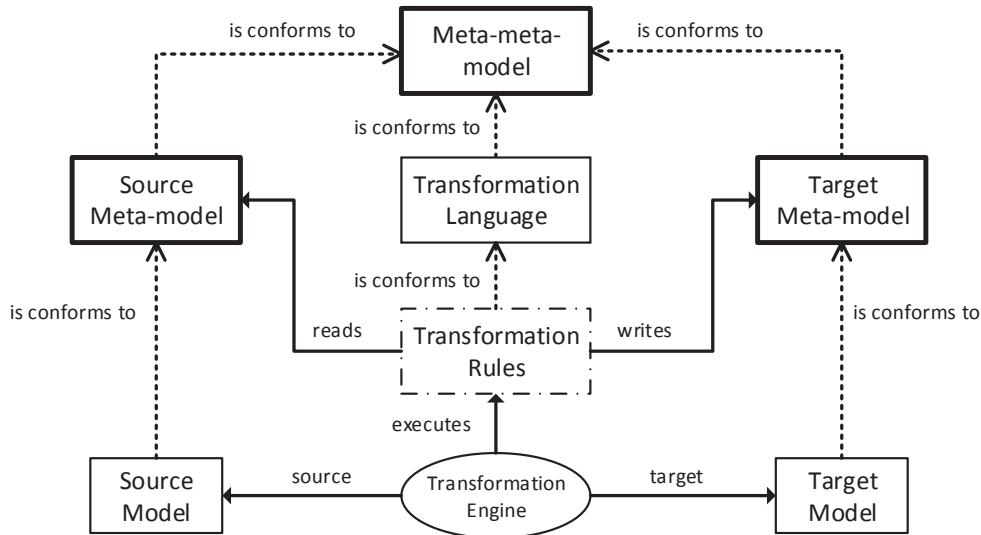 is conforms to
Meta-meta-
model
is conforms to
is conforms to
Source
Meta-model
Transformation
Language
Target
Meta-model
is conforms to
is conforms to
is conforms to
reads
Transformation
Rules
writes
executes
Source
Model
source
Transformation
Engine
target
Target
Model